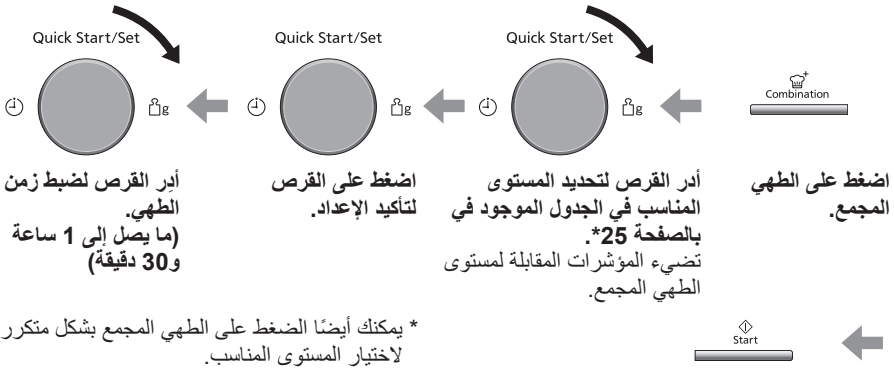 Combination
اضغط على الطهي
المجمع.
Quick Start/Set
g
أدر القرص لتحديد المستوى
المناسب في الجدول الموجود في
بالصفحة 25*.
تضيء المؤشرات المقابلة لمستوى
الطهي المجمع.
Quick Start/Set
g
اضغط على القرص
لتأكيد الإعداد.
Quick Start/Set
g
أدِر القرص لضبط زمن
الطهي.
(ما يصل إلى 1 ساعة
و30 دقيقة)
Start
* يمكنك أيضًا الضغط على الطهي المجمع بشكل متكرر
لاختيار المستوى المناسب.